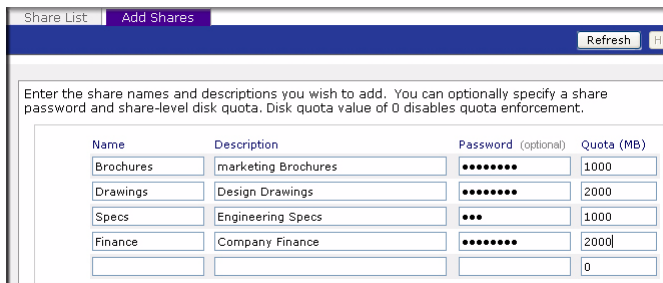 Share List Add Shares
Refresh H
Enter the share names and descriptions you wish to add. You can optionally specify a share
password and share-level disk quota. Disk quota value of 0 disables quota enforcement.
Name Description Password (optional) Quota (MB)
Brochures marketing Brochures ●●●●●●●● 1000
Drawings Design Drawings ●●●●●●●● 2000
Specs Engineering Specs ●●● 1000
Finance Company Finance ●●●●●●●● 2000
0